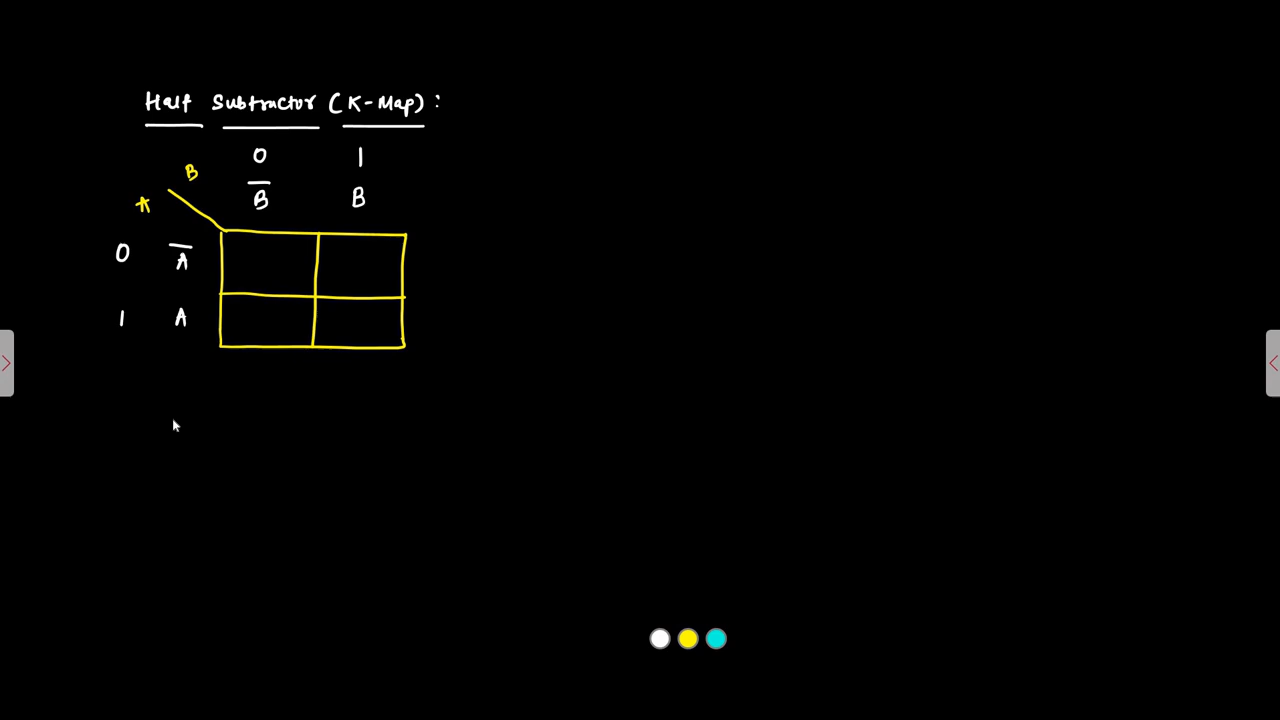 Half Subtractor (K-Map) :
0 1
B
B̅ B
A
0 A̅
1 A